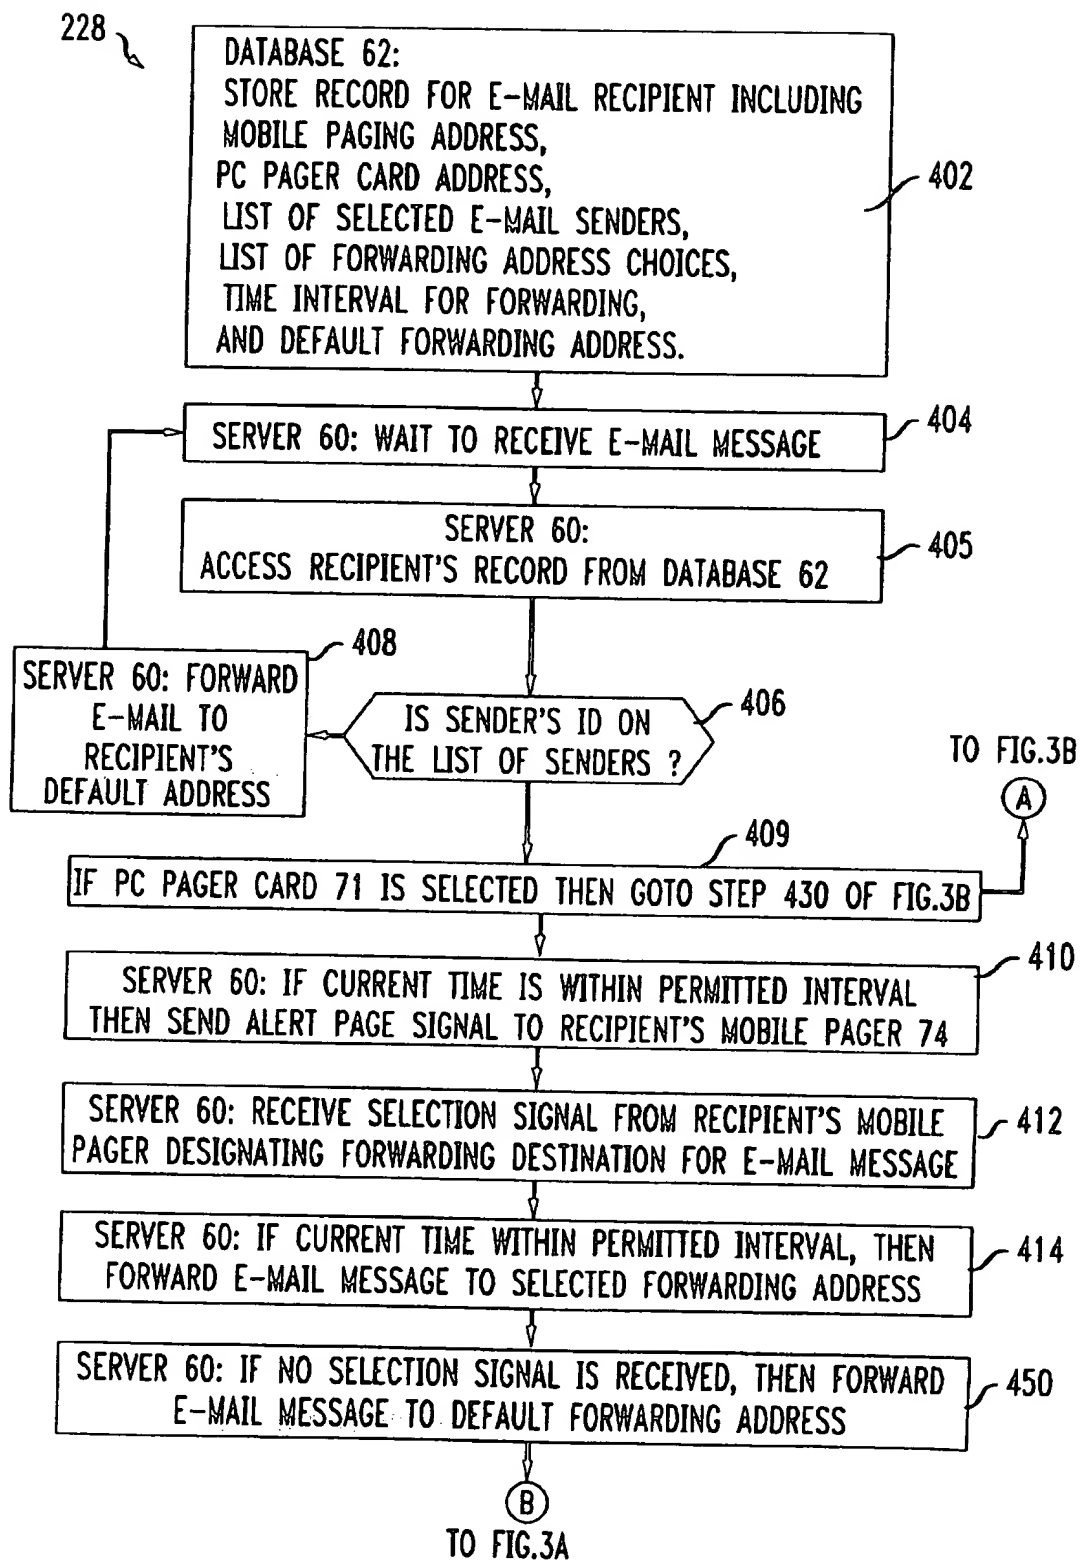 228
DATABASE 62:
STORE RECORD FOR E-MAIL RECIPIENT INCLUDING
MOBILE PAGING ADDRESS,
PC PAGER CARD ADDRESS,
LIST OF SELECTED E-MAIL SENDERS,
LIST OF FORWARDING ADDRESS CHOICES,
TIME INTERVAL FOR FORWARDING,
AND DEFAULT FORWARDING ADDRESS.
402
SERVER 60: WAIT TO RECEIVE E-MAIL MESSAGE
404
SERVER 60:
ACCESS RECIPIENT'S RECORD FROM DATABASE 62
405
408
SERVER 60: FORWARD
E-MAIL TO
RECIPIENT'S
DEFAULT ADDRESS
IS SENDER'S ID ON
THE LIST OF SENDERS ?
406
TO FIG.3B
A
409
IF PC PAGER CARD 71 IS SELECTED THEN GOTO STEP 430 OF FIG.3B
SERVER 60: IF CURRENT TIME IS WITHIN PERMITTED INTERVAL
THEN SEND ALERT PAGE SIGNAL TO RECIPIENT'S MOBILE PAGER 74
410
SERVER 60: RECEIVE SELECTION SIGNAL FROM RECIPIENT'S MOBILE
PAGER DESIGNATING FORWARDING DESTINATION FOR E-MAIL MESSAGE
412
SERVER 60: IF CURRENT TIME WITHIN PERMITTED INTERVAL, THEN
FORWARD E-MAIL MESSAGE TO SELECTED FORWARDING ADDRESS
414
SERVER 60: IF NO SELECTION SIGNAL IS RECEIVED, THEN FORWARD
E-MAIL MESSAGE TO DEFAULT FORWARDING ADDRESS
450
B
TO FIG.3A